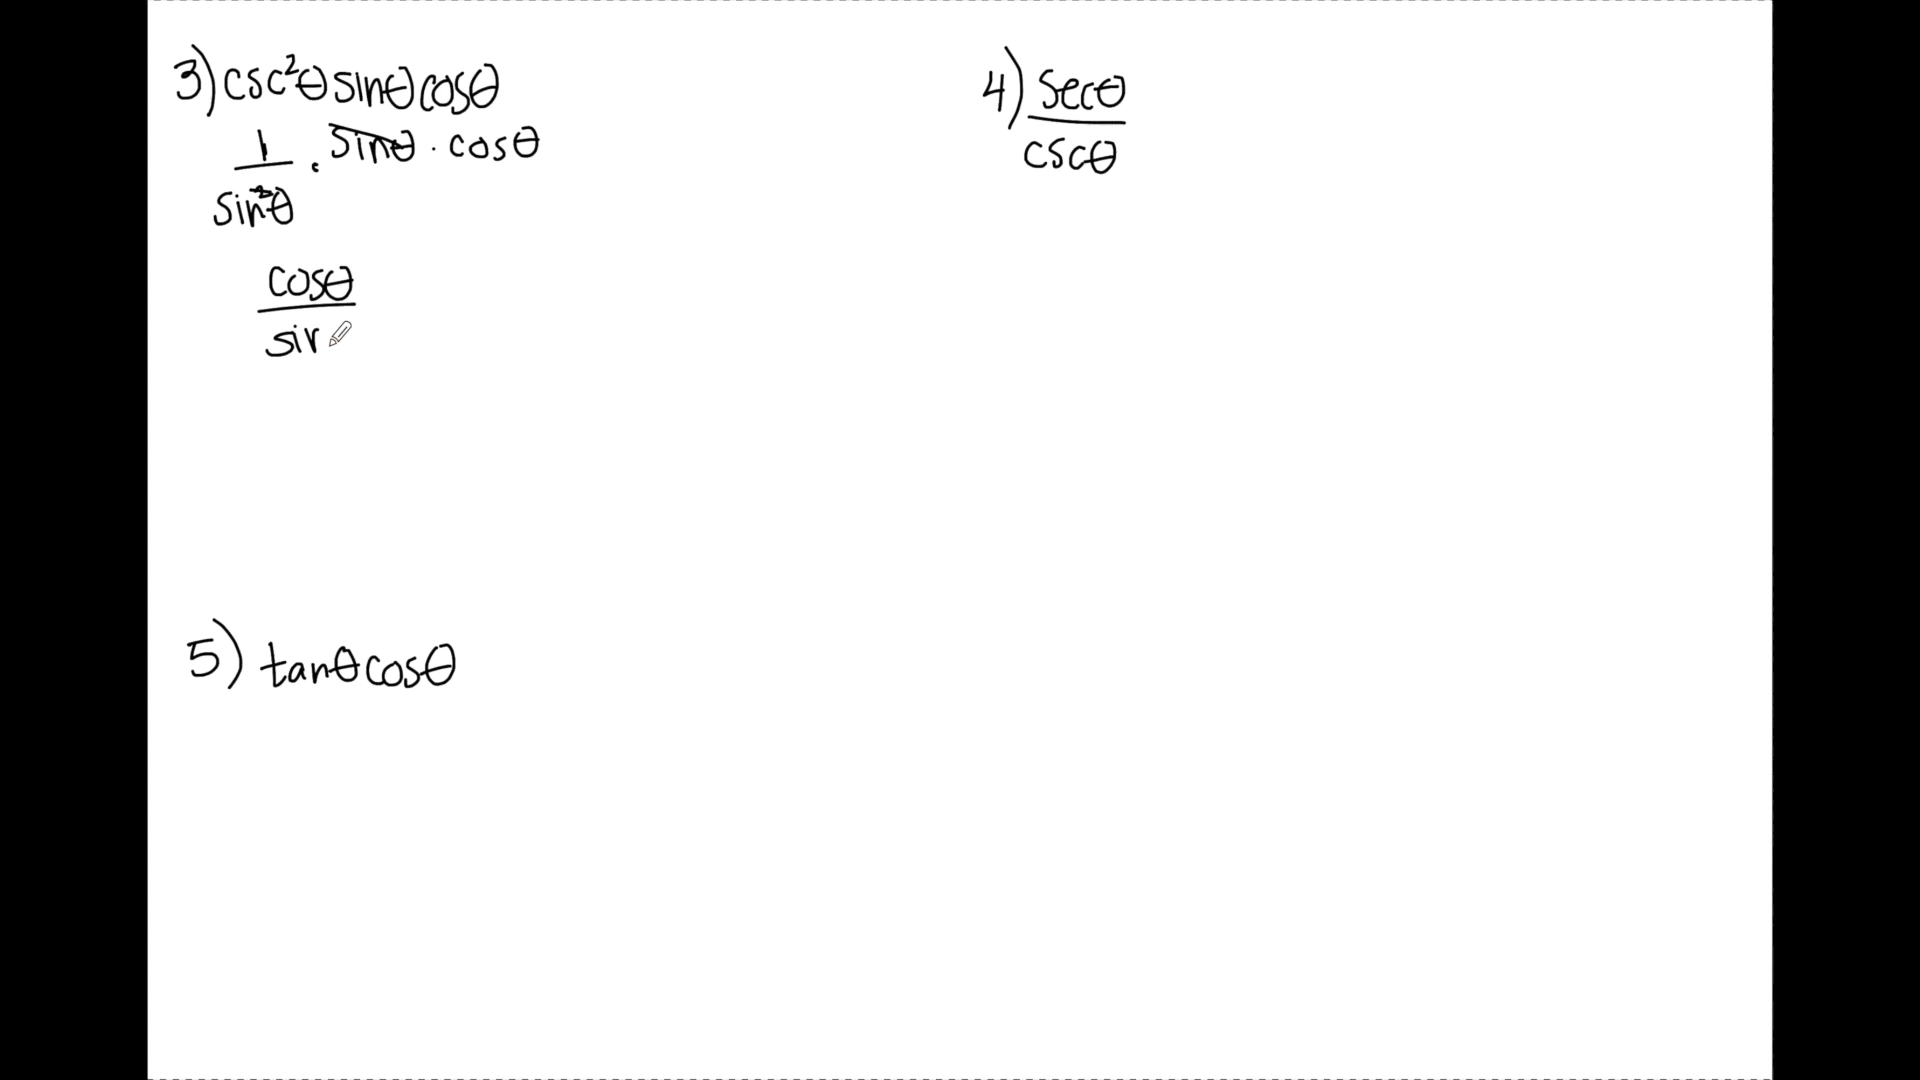 3) csc²θ sinθ cosθ
1 · sinθ · cosθ
sin²θ
cosθ
sin
4) secθ
cscθ
5) tanθ cosθ